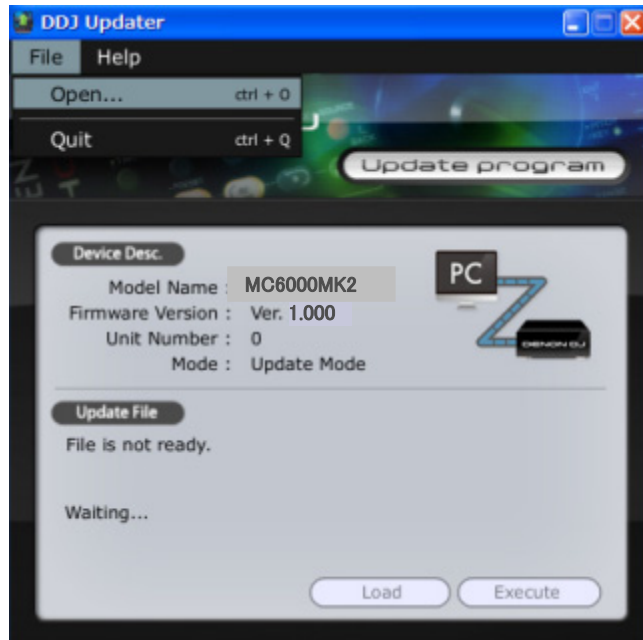 DDJ Updater
File Help
Open... ctrl + O
Quit ctrl + Q
Update program
Device Desc.
Model Name : MC6000MK2
Firmware Version : Ver. 1.000
Unit Number : 0
Mode : Update Mode
PC
DENON DJ
Update File
File is not ready.
Waiting...
Load Execute